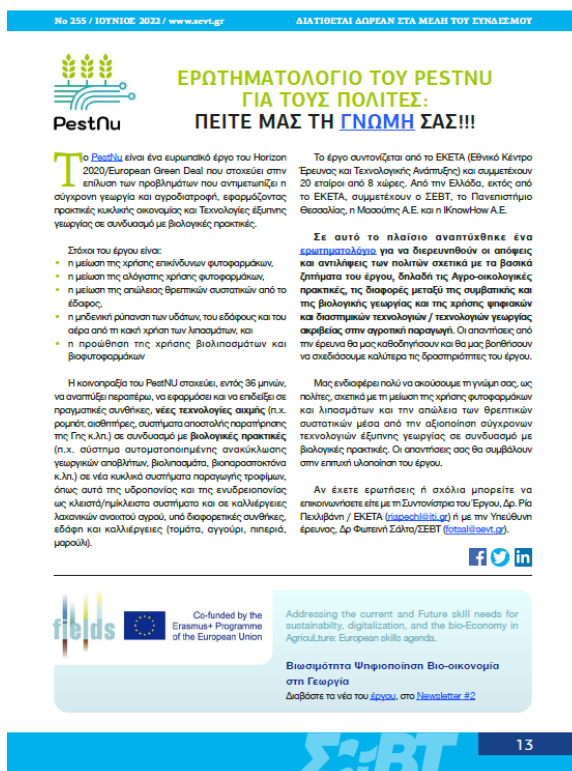 Νο 255 / ΙΟΥΝΙΟΣ 2022 / www.sevt.gr
ΔΙΑΤΙΘΕΤΑΙ ΔΩΡΕΑΝ ΣΤΑ ΜΕΛΗ ΤΟΥ ΣΥΝΔΕΣΜΟΥ
PestNu
ΕΡΩΤΗΜΑΤΟΛΟΓΙΟ ΤΟΥ PESTNU
ΓΙΑ ΤΟΥΣ ΠΟΛΙΤΕΣ:
ΠΕΙΤΕ ΜΑΣ ΤΗ ΓΝΩΜΗ ΣΑΣ!!!
Το PestNu είναι ένα ευρωπαϊκό έργο του Horizon
2020/European Green Deal που στοχεύει στην
επίλυση των προβλημάτων που αντιμετωπίζει η
σύγχρονη γεωργία και αγροδιατροφή, εφαρμόζοντας
πρακτικές κυκλικής οικονομίας και Τεχνολογίες έξυπνης
γεωργίας σε συνδυασμό με βιολογικές πρακτικές.
Στόχοι του έργου είναι:
• η μείωση της χρήσης επικίνδυνων φυτοφαρμάκων,
• η μείωση της αλόγιστης χρήσης φυτοφαρμάκων,
• η μείωση της απώλειας θρεπτικών συστατικών από το
έδαφος,
• η μηδενική ρύπανση των υδάτων, του εδάφους και του
αέρα από τη κακή χρήση των λιπασμάτων, και
• η προώθηση της χρήσης βιολιπασμάτων και
βιοφυτοφαρμάκων
Η κοινοπραξία του PestNU στοχεύει, εντός 36 μηνών,
να αναπτύξει περαιτέρω, να εφαρμόσει και να επιδείξει σε
πραγματικές συνθήκες, νέες τεχνολογίες αιχμής (π.χ.
ρομπότ, αισθητήρες, συστήματα αποστολής παρατήρησης
της Γης κ.λπ.) σε συνδυασμό με βιολογικές πρακτικές
(π.χ. σύστημα αυτοματοποιημένης ανακύκλωσης
γεωργικών αποβλήτων, βιολιπασμάτα, βιοπαρασιτοκτόνα
κ.λπ.) σε νέα κυκλικά συστήματα παραγωγής τροφίμων,
όπως αυτό της υδροπονίας και της ενυδρειοπονίας
ως κλειστά/ημίκλειστα συστήματα και σε καλλιέργειες
λαχανικών ανοιχτού αγρού, υπό διαφορετικές συνθήκες,
εδάφη και καλλιέργειες (τομάτα, αγγούρι, πιπεριά,
μαρούλι).
Το έργο συντονίζεται από το ΕΚΕΤΑ (Εθνικό Κέντρο
Έρευνας και Τεχνολογικής Ανάπτυξης) και συμμετέχουν
20 εταίροι από 8 χώρες. Από την Ελλάδα, εκτός από
το ΕΚΕΤΑ, συμμετέχουν ο ΣΕΒΤ, το Πανεπιστήμιο
Θεσσαλίας, η Μασούτης Α.Ε. και η IKnowHow Α.Ε.
Σε αυτό το πλαίσιο αναπτύχθηκε ένα
ερωτηματολόγιο για να διερευνηθούν οι απόψεις
και αντιλήψεις των πολιτών σχετικά με τα βασικά
ζητήματα του έργου, δηλαδή τις Αγρο-οικολογικές
πρακτικές, τις διαφορές μεταξύ της συμβατικής και
της βιολογικής γεωργίας και της χρήσης ψηφιακών
και διαστημικών τεχνολογιών / τεχνολογιών γεωργίας
ακριβείας στην αγροτική παραγωγή. Οι απαντήσεις από
την έρευνα θα μας καθοδηγήσουν και θα μας βοηθήσουν
να σχεδιάσουμε καλύτερα τις δραστηριότητες του έργου.
Μας ενδιαφέρει πολύ να ακούσουμε τη γνώμη σας, ως
πολίτες, σχετικά με τη μείωση της χρήσης φυτοφαρμάκων
και λιπασμάτων και την απώλεια των θρεπτικών
συστατικών μέσα από την αξιοποίηση σύγχρονων
τεχνολογιών έξυπνης γεωργίας σε συνδυασμό με
βιολογικές πρακτικές. Οι απαντήσεις σας θα συμβάλουν
στην επιτυχή υλοποίηση του έργου.
Αν έχετε ερωτήσεις ή σχόλια μπορείτε να
επικοινωνήσετε είτε με τη Συντονίστρια του Έργου, Δρ. Ρία
Πεχλιβάνη / ΕΚΕΤΑ (riapechl@iti.gr) ή με την Υπεύθυνη
έρευνας, Δρ Φωτεινή Σάλτα/ΣΕΒΤ (fotsal@sevt.gr).
fields
Co-funded by the
Erasmus+ Programme
of the European Union
Addressing the current and Future skIll needs for
sustainabilty, digitalization, and the bio-Economy in
AgricuLture: European skills agenda.
Βιωσιμότητα Ψηφιοποίηση Βιο-οικονομία
στη Γεωργία
Διαβάστε τα νέα του έργου, στο Newsletter #2
ΣΕΒΤ
13